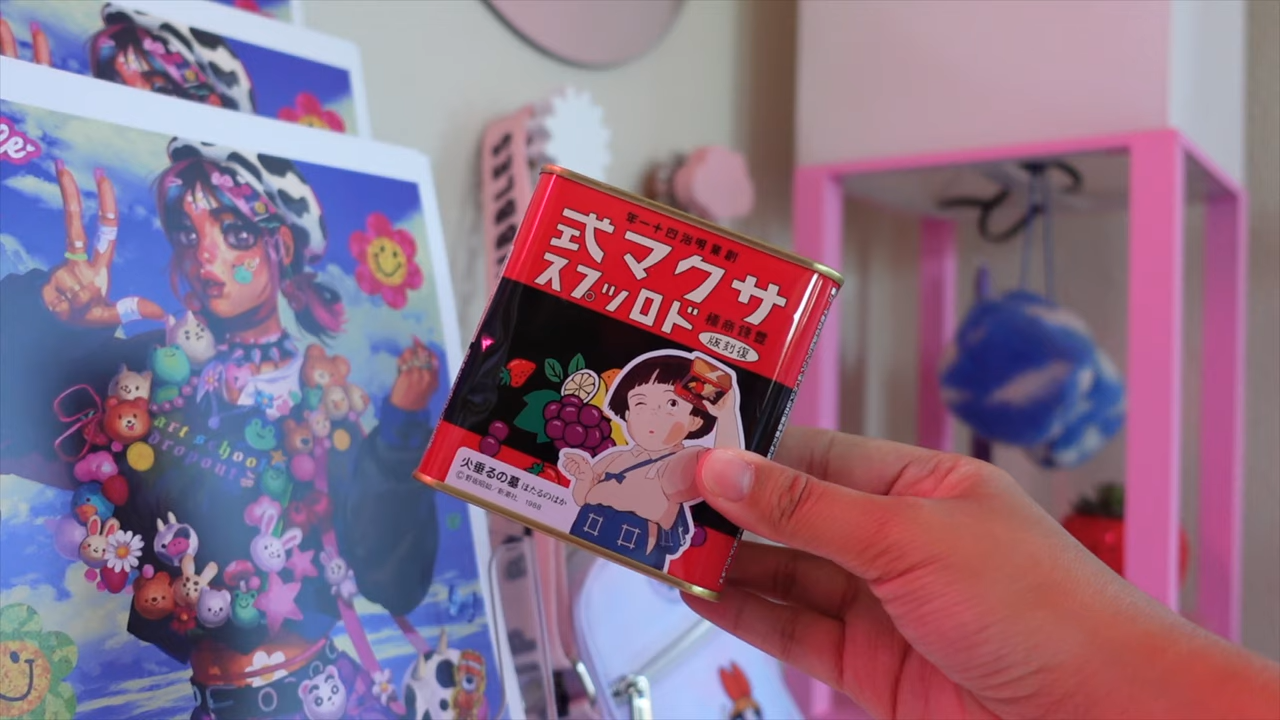 年一十四治明業創
サクマ式
ドロップス
標商錄登
復刻版
火垂るの墓 ほたるのはか
©野坂昭如／新潮社 1988
art school
dropouts